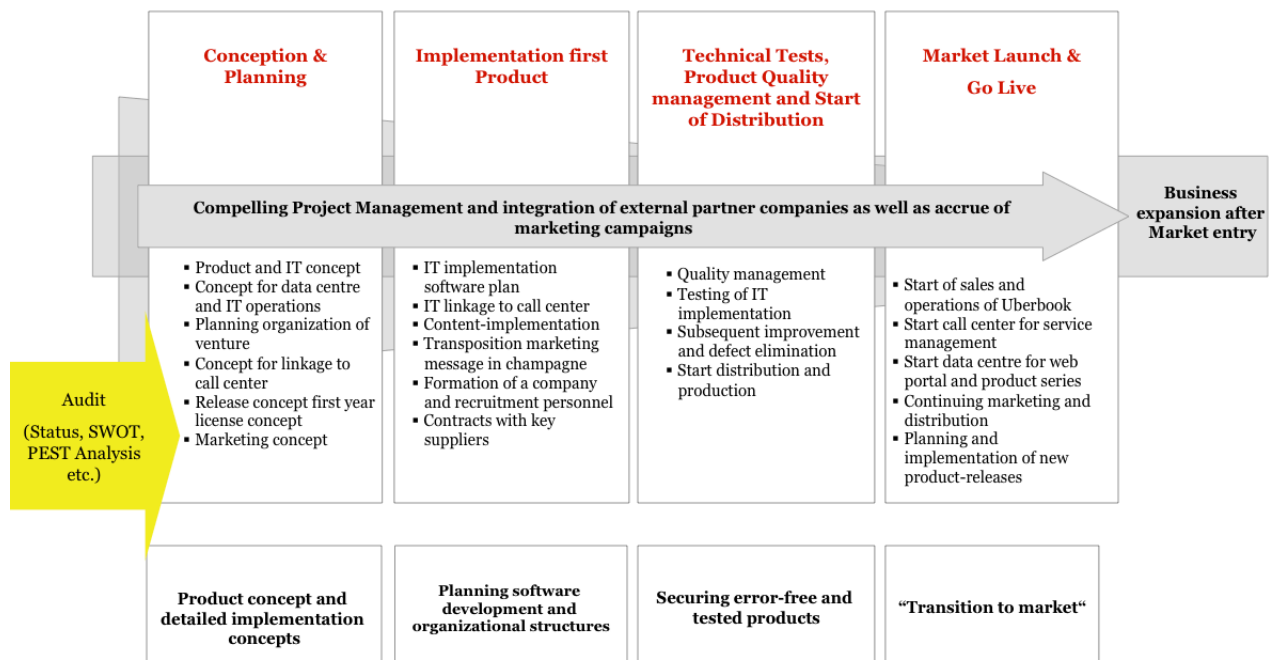 Conception &
Planning
Implementation first
Product
Technical Tests,
Product Quality
management and Start
of Distribution
Market Launch &
Go Live
Compelling Project Management and integration of external partner companies as well as accrue of
marketing campaigns
Business
expansion after
Market entry
▪ Product and IT concept
▪ Concept for data centre
and IT operations
▪ Planning organization of
venture
▪ Concept for linkage to
call center
▪ Release concept first year
license concept
▪ Marketing concept
▪ IT implementation
software plan
▪ IT linkage to call center
▪ Content-implementation
▪ Transposition marketing
message in champagne
▪ Formation of a company
and recruitment personnel
▪ Contracts with key
suppliers
▪ Quality management
▪ Testing of IT
implementation
▪ Subsequent improvement
and defect elimination
▪ Start distribution and
production
▪ Start of sales and
operations of Uberbook
▪ Start call center for service
management
▪ Start data centre for web
portal and product series
▪ Continuing marketing and
distribution
▪ Planning and
implementation of new
product-releases
Audit
(Status, SWOT,
PEST Analysis
etc.)
Product concept and
detailed implementation
concepts
Planning software
development and
organizational structures
Securing error-free and
tested products
“Transition to market“